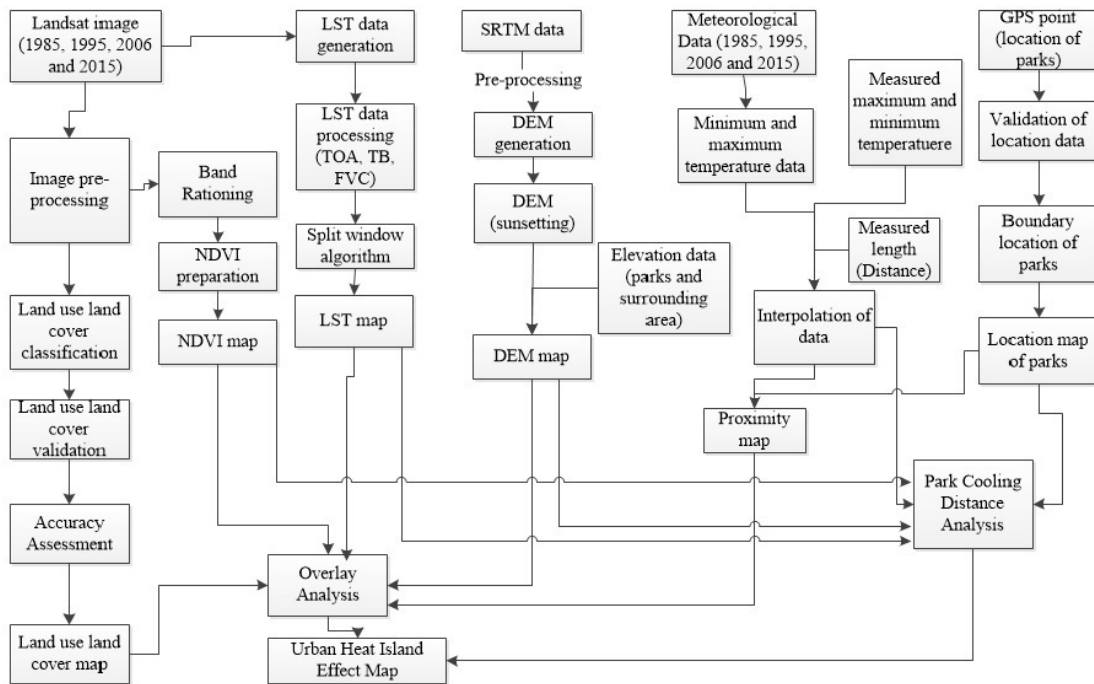 Landsat image
(1985, 1995, 2006
and 2015)
LST data
generation
SRTM data
Meteorological
Data (1985, 1995,
2006 and 2015)
GPS point
(location of
parks)
Pre-processing
Measured
maximum and
minimum
temperatuere
LST data
processing
(TOA, TB,
FVC)
DEM
generation
Minimum and
maximum
temperature data
Validation of
location data
Image pre-
processing
Band
Rationing
DEM
(sunsetting)
Split window
algorithm
Measured
length
(Distance)
Boundary
location of
parks
NDVI
preparation
Elevation data
(parks and
surrounding
area)
Land use land
cover
classification
NDVI map
LST map
DEM map
Interpolation of
data
Location map
of parks
Land use land
cover
validation
Proximity
map
Park Cooling
Distance
Analysis
Accuracy
Assessment
Overlay
Analysis
Land use land
cover map
Urban Heat Island
Effect Map